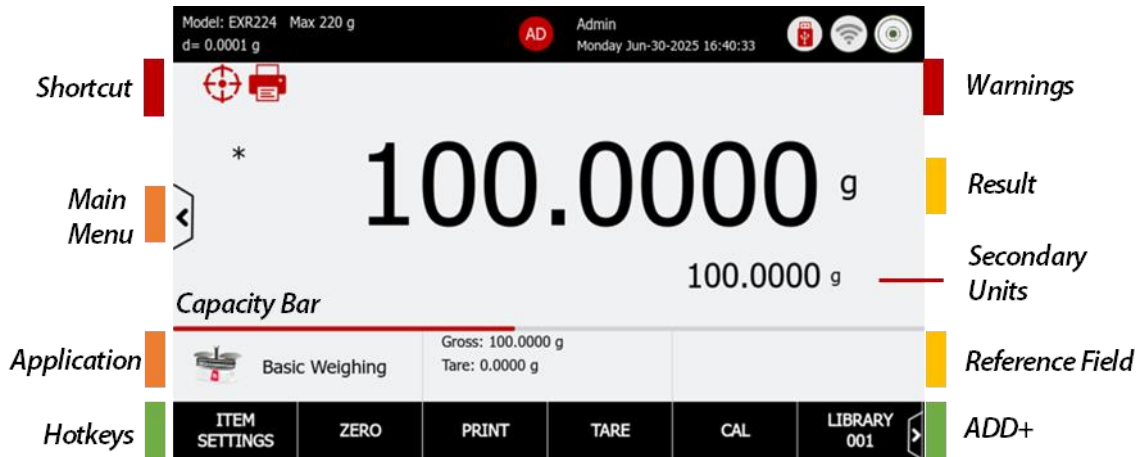 Model: EXR224 Max 220 g
d= 0.0001 g
AD
Admin
Monday Jun-30-2025 16:40:33
Shortcut
Warnings
*
100.0000 g
Main
Menu
Result
100.0000 g
Secondary
Units
Capacity Bar
Application
Basic Weighing
Gross: 100.0000 g
Tare: 0.0000 g
Reference Field
Hotkeys
ITEM
SETTINGS
ZERO
PRINT
TARE
CAL
LIBRARY
001
ADD+